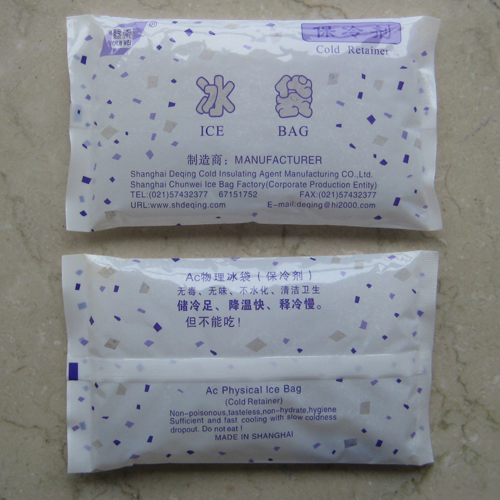 保冷剂
Cold Retainer
冰 袋
ICE BAG
制造商：MANUFACTURER
Shanghai Deqing Cold Insulating Agent Manufacturing CO.,Ltd.
Shanghai Chunwei Ice Bag Factory(Corporate Production Entity)
TEL:(021)57432377 67151752 FAX:(021)57432377
URL:www.shdeqing.com E-mail:deqing@hi2000.com
Ac物理冰袋（保冷剂）
无毒、无味、不水化、清洁卫生
储冷足、降温快、释冷慢。
但不能吃！
Ac Physical Ice Bag
(Cold Retainer)
Non-poisonous,tasteless,non-hydrate,hygiene
Sufficient and fast cooling with slow coldness
dropout. Do not eat !
MADE IN SHANGHAI